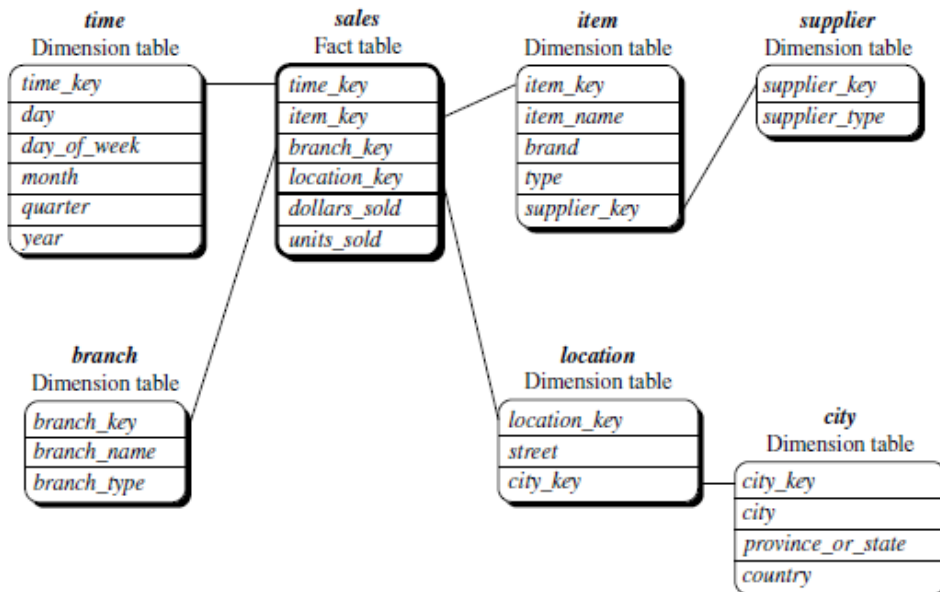 time
Dimension table
time_key
day
day_of_week
month
quarter
year
sales
Fact table
time_key
item_key
branch_key
location_key
dollars_sold
units_sold
item
Dimension table
item_key
item_name
brand
type
supplier_key
supplier
Dimension table
supplier_key
supplier_type
branch
Dimension table
branch_key
branch_name
branch_type
location
Dimension table
location_key
street
city_key
city
Dimension table
city_key
city
province_or_state
country